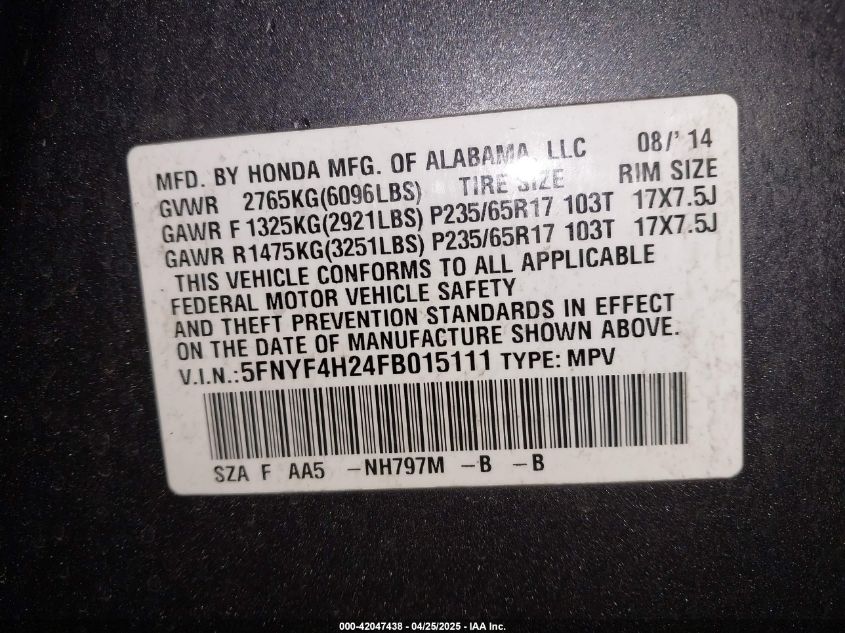 MFD. BY HONDA MFG. OF ALABAMA, LLC 08/' 14
GVWR 2765KG(6096LBS) TIRE SIZE RIM SIZE
GAWR F 1325KG(2921LBS) P235/65R17 103T 17X7.5J
GAWR R1475KG(3251LBS) P235/65R17 103T 17X7.5J
THIS VEHICLE CONFORMS TO ALL APPLICABLE
FEDERAL MOTOR VEHICLE SAFETY
AND THEFT PREVENTION STANDARDS IN EFFECT
ON THE DATE OF MANUFACTURE SHOWN ABOVE.
V.I.N.:5FNYF4H24FB015111 TYPE: MPV
SZA F AA5 -NH797M -B -B
000-42047438 - 04/25/2025 - IAA Inc.